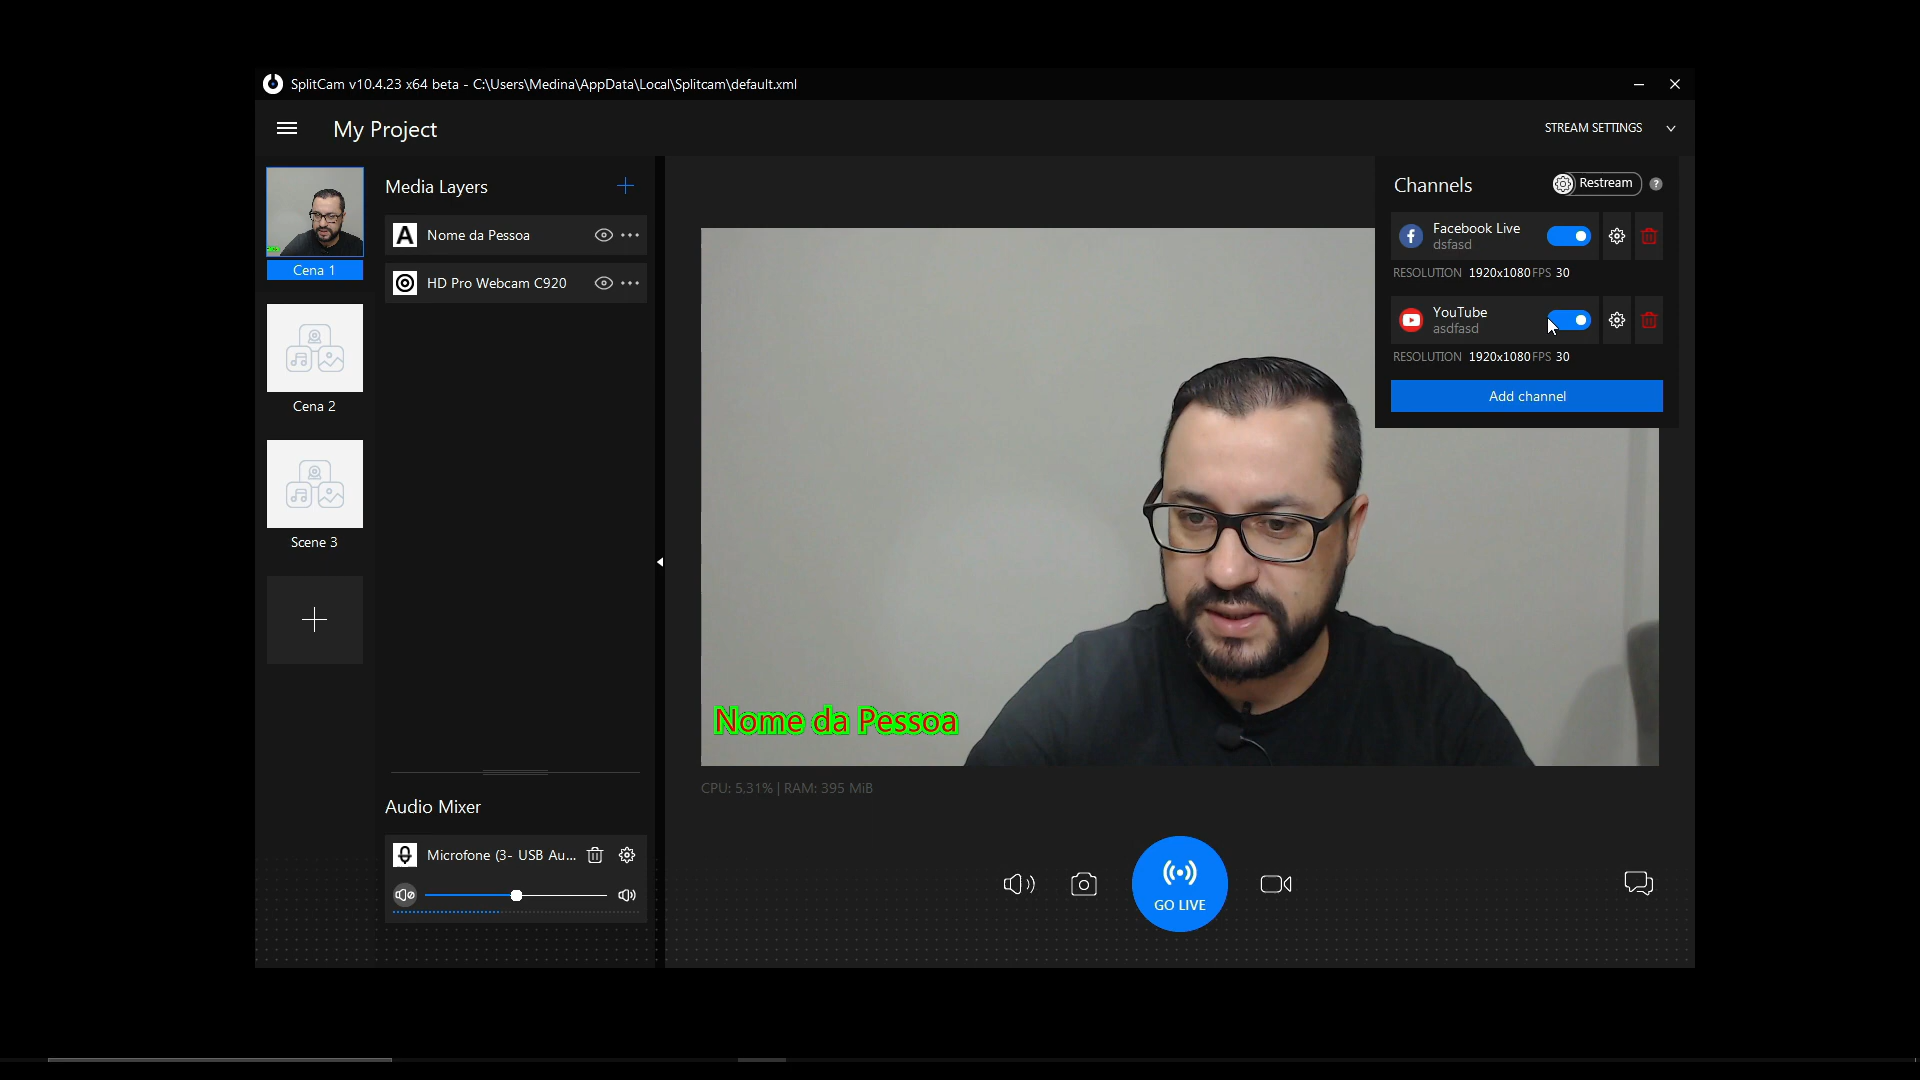 SplitCam v10.4.23 x64 beta - C:\Users\Medina\AppData\Local\Splitcam\default.xml
My Project
STREAM SETTINGS
Cena 1
Cena 2
Scene 3
Media Layers
A Nome da Pessoa
HD Pro Webcam C920
Audio Mixer
Microfone (3- USB Au...
Channels
Restream ?
Facebook Live
dsfasd
RESOLUTION 1920x1080 FPS 30
YouTube
asdfasd
RESOLUTION 1920x1080 FPS 30
Add channel
Nome da Pessoa
CPU: 5,31% | RAM: 395 MiB
GO LIVE